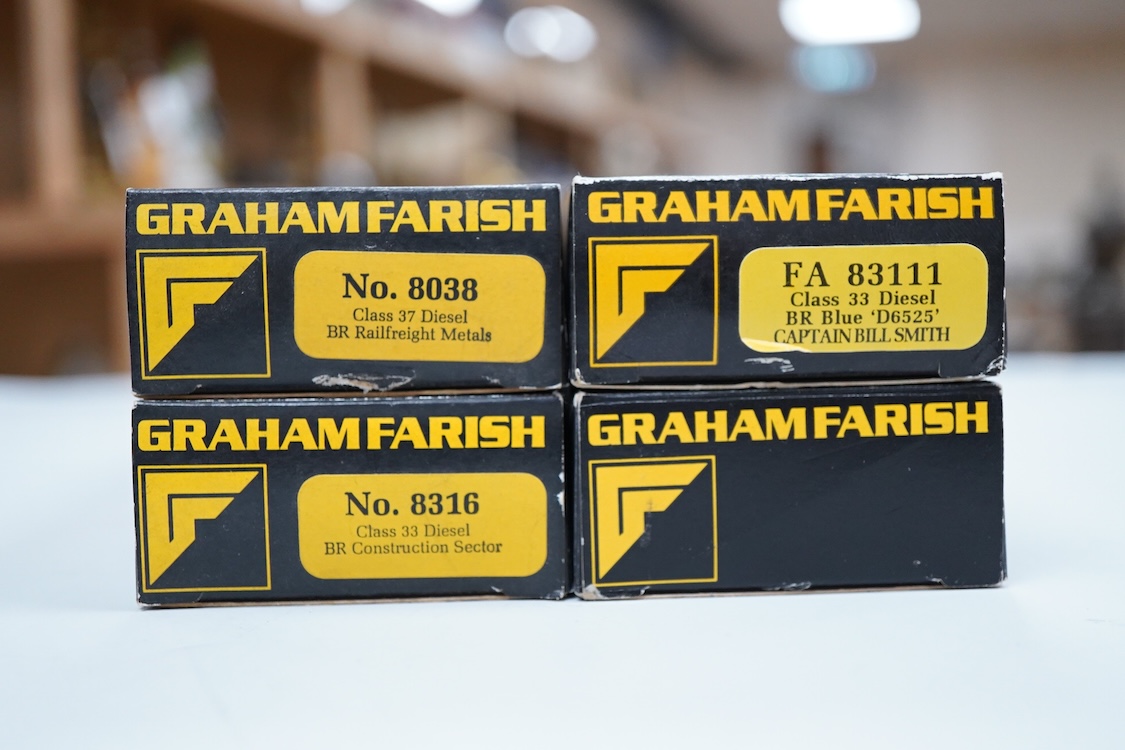 GRAHAM FARISH
No. 8038
Class 37 Diesel
BR Railfreight Metals
GRAHAM FARISH
FA 83111
Class 33 Diesel
BR Blue ‘D6525’
CAPTAIN BILL SMITH
GRAHAM FARISH
No. 8316
Class 33 Diesel
BR Construction Sector
GRAHAM FARISH